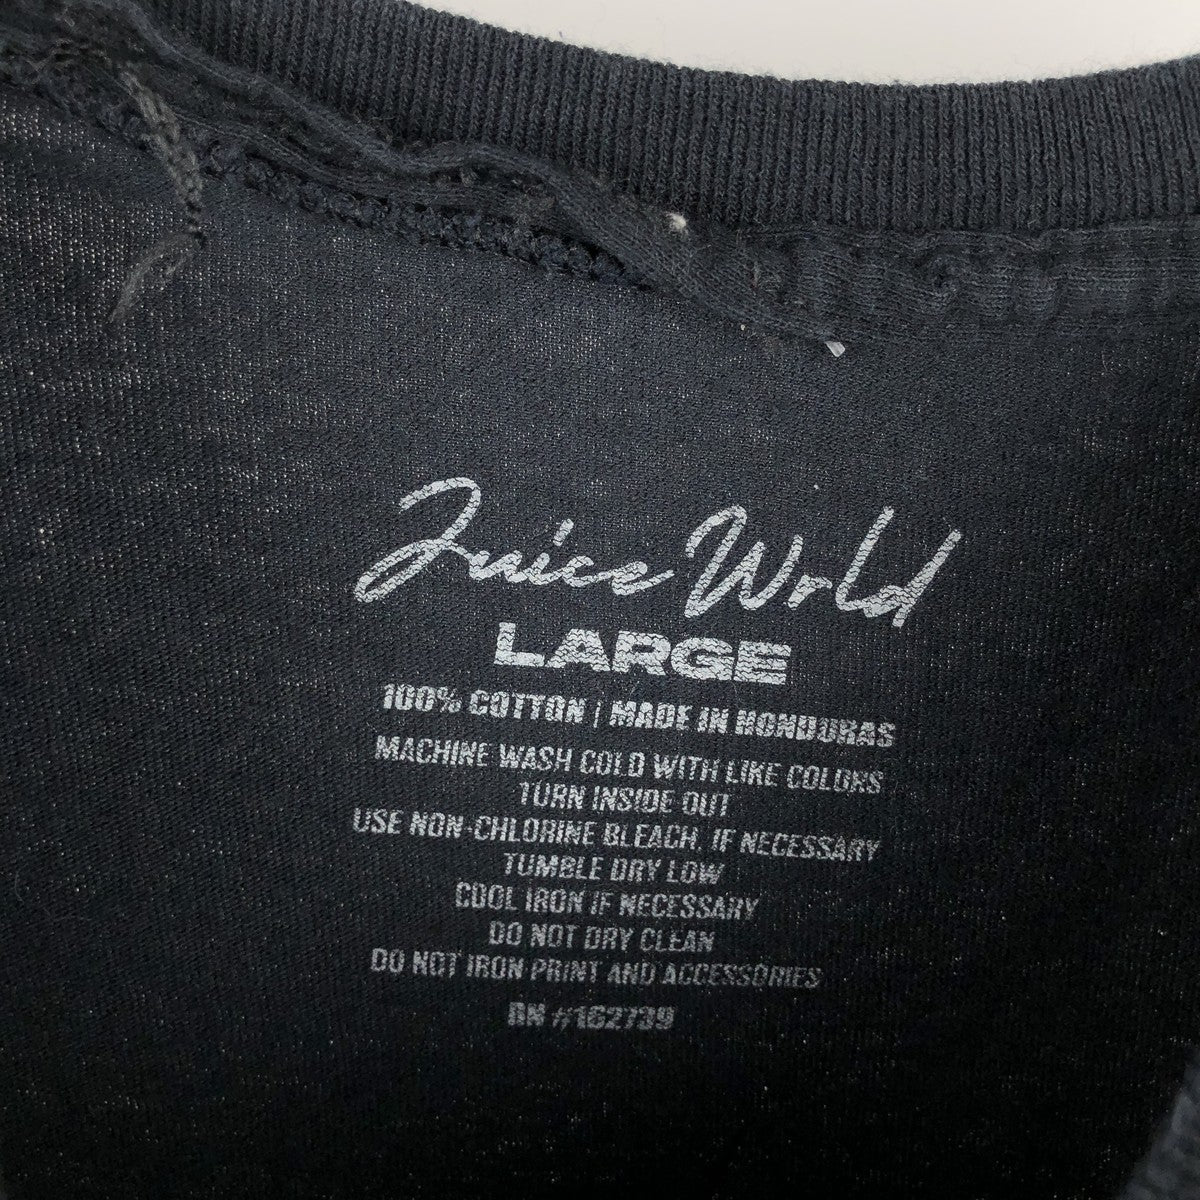 Juice Wrld
LARGE
100% COTTON | MADE IN HONDURAS
MACHINE WASH COLD WITH LIKE COLORS
TURN INSIDE OUT
USE NON-CHLORINE BLEACH, IF NECESSARY
TUMBLE DRY LOW
COOL IRON IF NECESSARY
DO NOT DRY CLEAN
DO NOT IRON PRINT AND ACCESSORIES
RN #162739